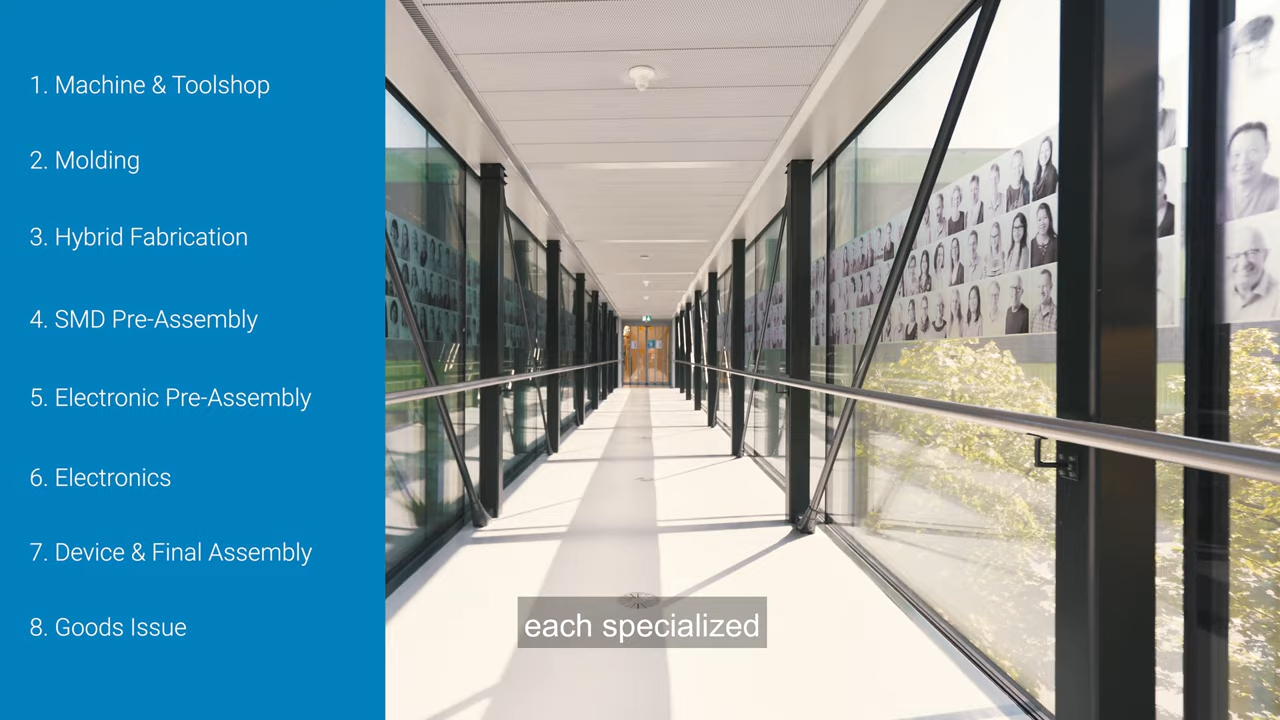 1. Machine & Toolshop
2. Molding
3. Hybrid Fabrication
4. SMD Pre-Assembly
5. Electronic Pre-Assembly
6. Electronics
7. Device & Final Assembly
8. Goods Issue
each specialized